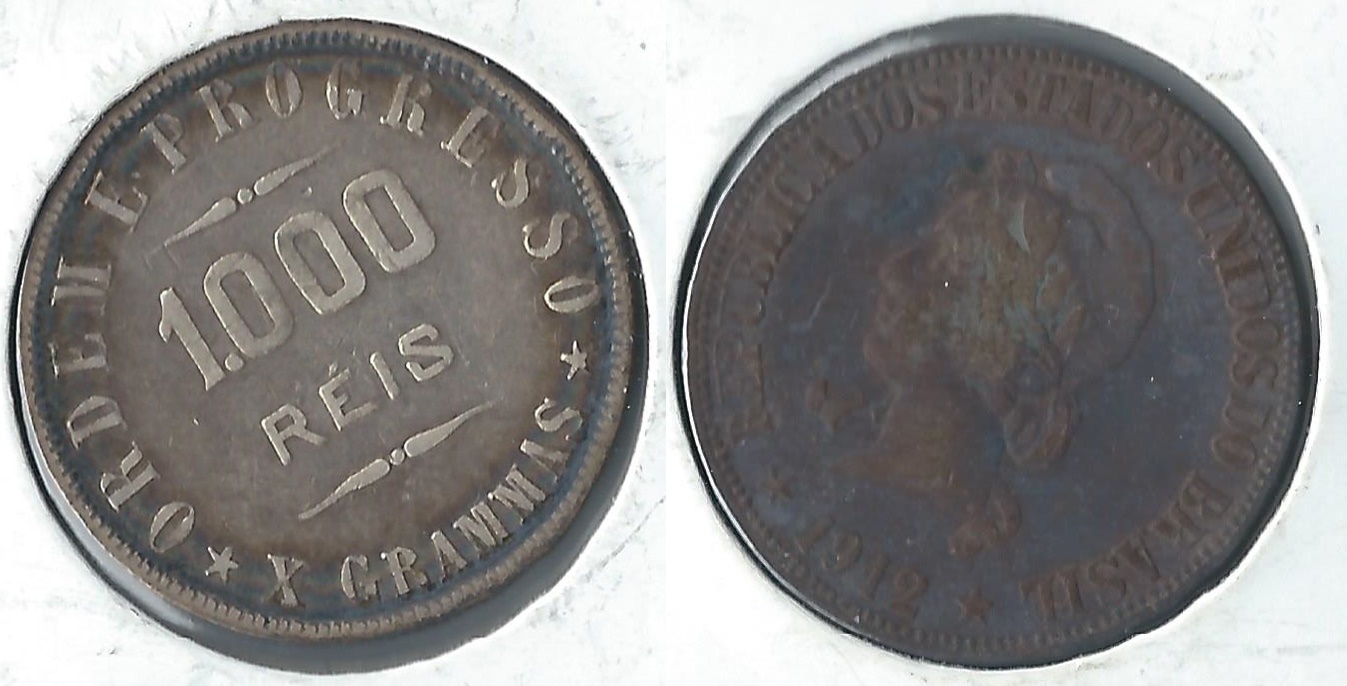 ORDEM E PROGRESSO
1.000
RÉIS
X GRAMMAS
REPUBLICA DOS ESTADOS UNIDOS DO BRASIL
1912